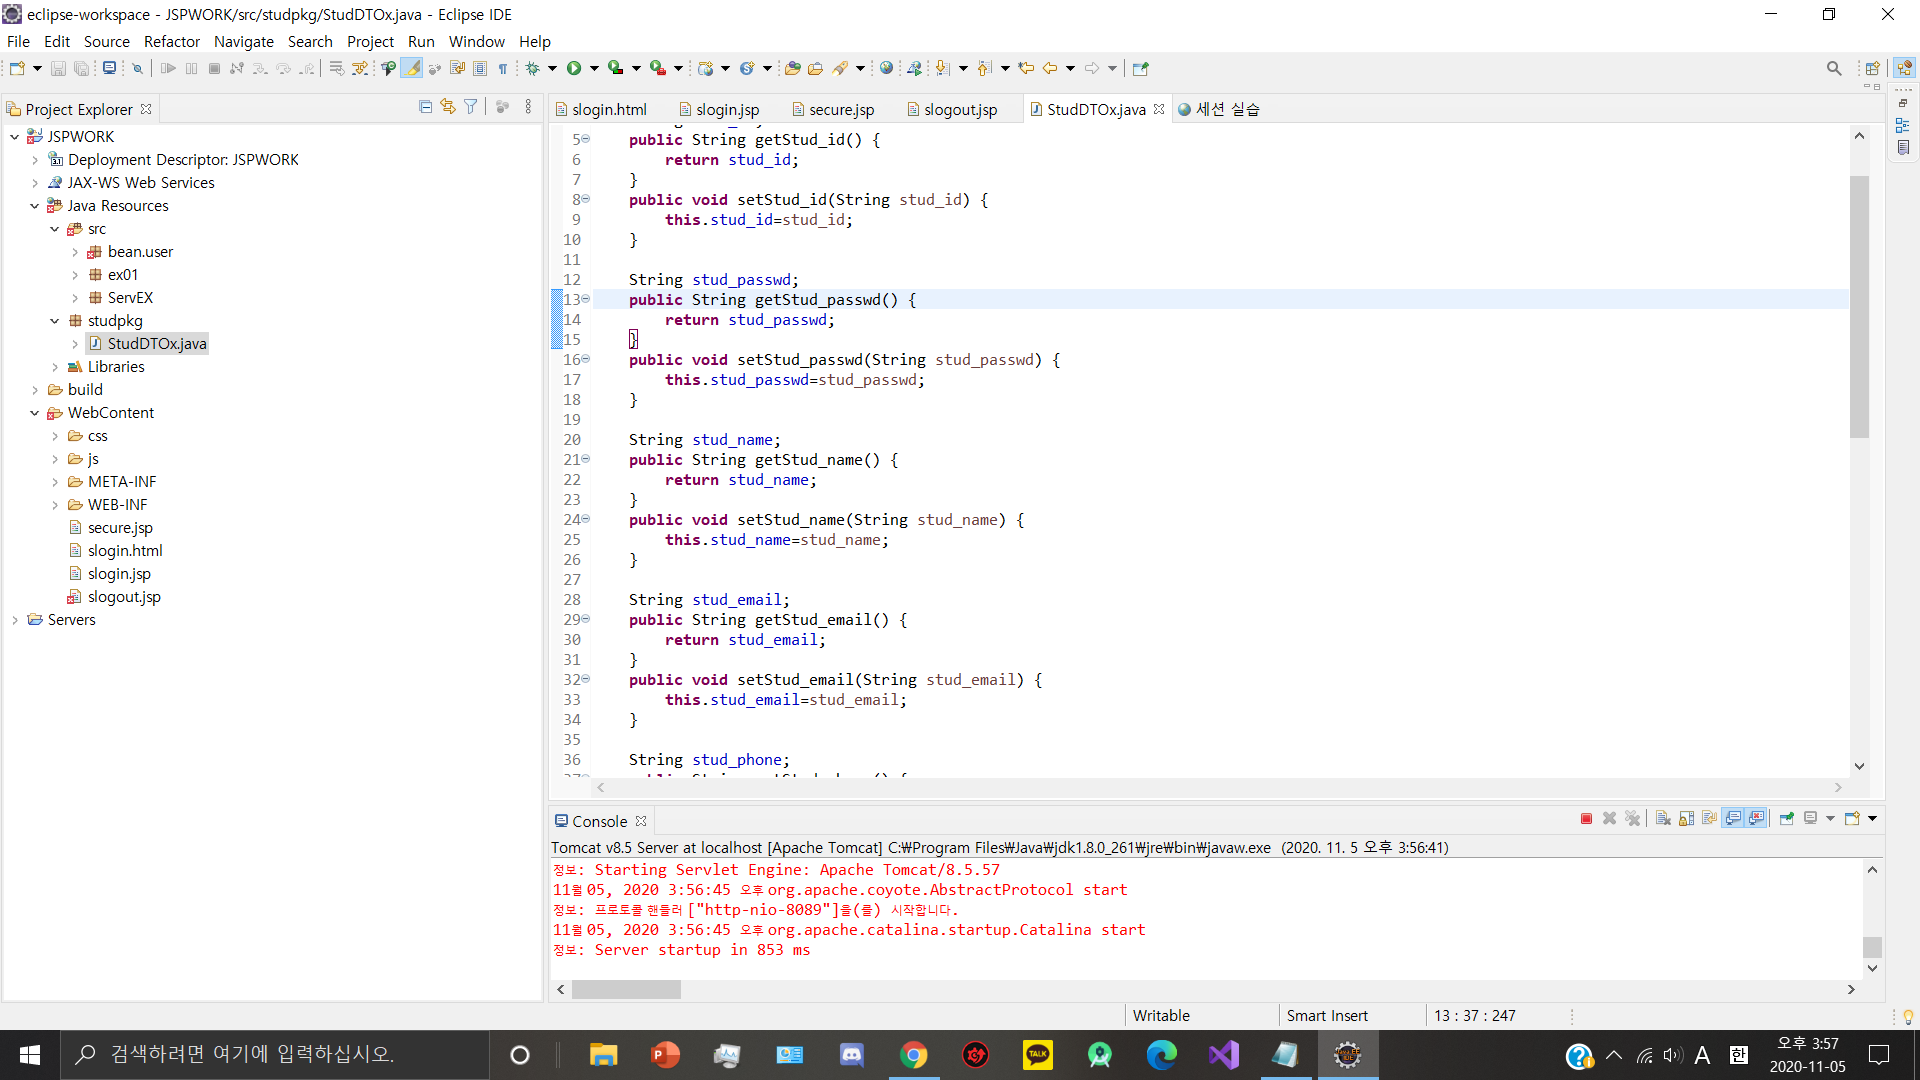 eclipse-workspace - JSPWORK/src/studpkg/StudDTOx.java - Eclipse IDE
File Edit Source Refactor Navigate Search Project Run Window Help
Project Explorer
JSPWORK
Deployment Descriptor: JSPWORK
JAX-WS Web Services
Java Resources
src
bean.user
ex01
ServEX
studpkg
StudDTOx.java
Libraries
build
WebContent
css
js
META-INF
WEB-INF
secure.jsp
slogin.html
slogin.jsp
slogout.jsp
Servers
slogin.html slogin.jsp secure.jsp slogout.jsp StudDTOx.java 세션 실습
5 public String getStud_id() {
6 return stud_id;
7 }
8 public void setStud_id(String stud_id) {
9 this.stud_id=stud_id;
10 }
11
12 String stud_passwd;
13 public String getStud_passwd() {
14 return stud_passwd;
15 }
16 public void setStud_passwd(String stud_passwd) {
17 this.stud_passwd=stud_passwd;
18 }
19
20 String stud_name;
21 public String getStud_name() {
22 return stud_name;
23 }
24 public void setStud_name(String stud_name) {
25 this.stud_name=stud_name;
26 }
27
28 String stud_email;
29 public String getStud_email() {
30 return stud_email;
31 }
32 public void setStud_email(String stud_email) {
33 this.stud_email=stud_email;
34 }
35
36 String stud_phone;
Console
Tomcat v8.5 Server at localhost [Apache Tomcat] C:₩Program Files₩Java₩jdk1.8.0_261₩jre₩bin₩javaw.exe (2020. 11. 5 오후 3:56:41)
정보: Starting Servlet Engine: Apache Tomcat/8.5.57
11월 05, 2020 3:56:45 오후 org.apache.coyote.AbstractProtocol start
정보: 프로토콜 핸들러 ["http-nio-8089"]을(를) 시작합니다.
11월 05, 2020 3:56:45 오후 org.apache.catalina.startup.Catalina start
정보: Server startup in 853 ms
Writable Smart Insert 13 : 37 : 247
검색하려면 여기에 입력하십시오.
TALK
A 한 오후 3:57
2020-11-05